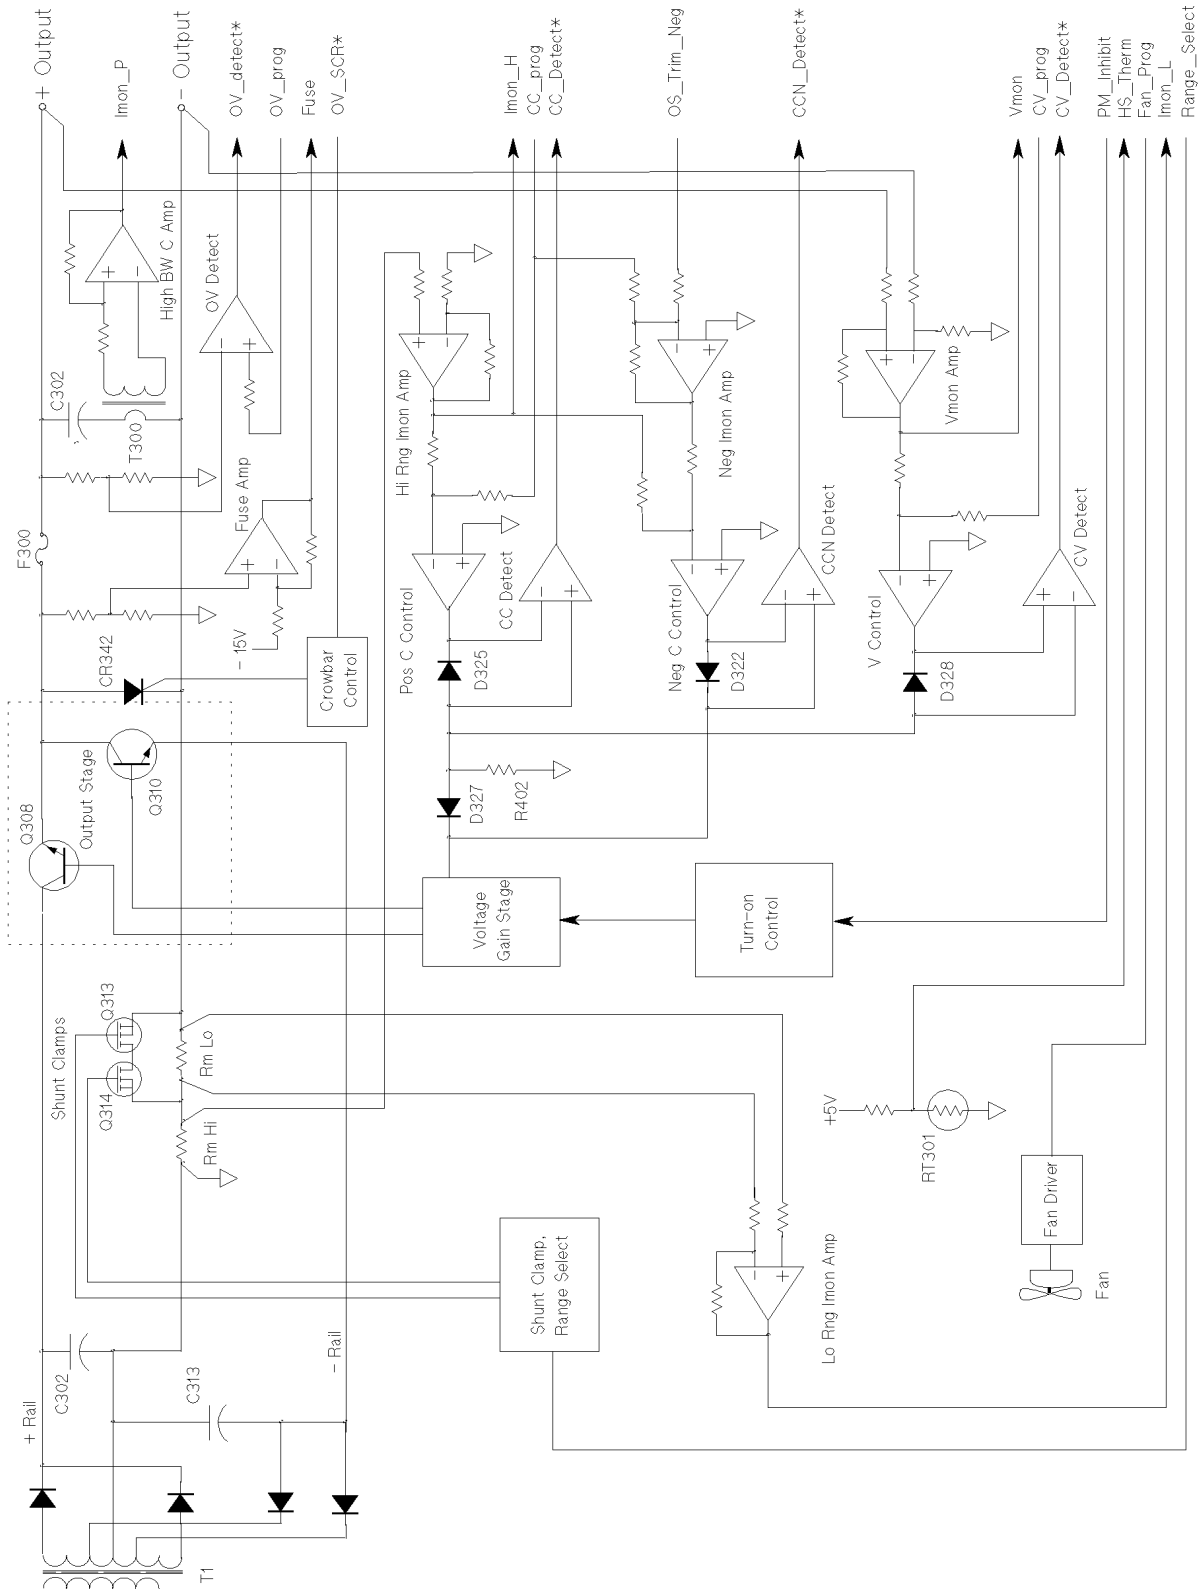 + Output
Imon_P
- Output
OV_detect*
OV_prog
Fuse
OV_SCR*
Imon_H
CC_prog
CC_Detect*
OS_Trim_Neg
CCN_Detect*
Vmon
CV_prog
CV_Detect*
PM_Inhibit
HS_Therm
Fan_Prog
Imon_L
Range_Select
High BW C Amp
+
-
OV Detect
-
+
C302
T300
Fuse Amp
+
-
F300
-15V
CR342
Crowbar
Control
Q308
Output Stage
Q310
Hi Rng Imon Amp
+
-
Pos C Control
-
+
CC Detect
-
+
D325
D327
R402
Neg Imon Amp
-
+
Neg C Control
-
+
CCN Detect
-
+
D322
Vmon Amp
+
-
V Control
-
+
CV Detect
+
-
D328
Voltage
Gain Stage
Turn-on
Control
Shunt Clamps
Q313
Q314
Rm Lo
Rm Hi
+5V
RT301
Fan Driver
Fan
Shunt Clamp,
Range Select
-
+
Lo Rng Imon Amp
+ Rail
C302
C313
- Rail
T1